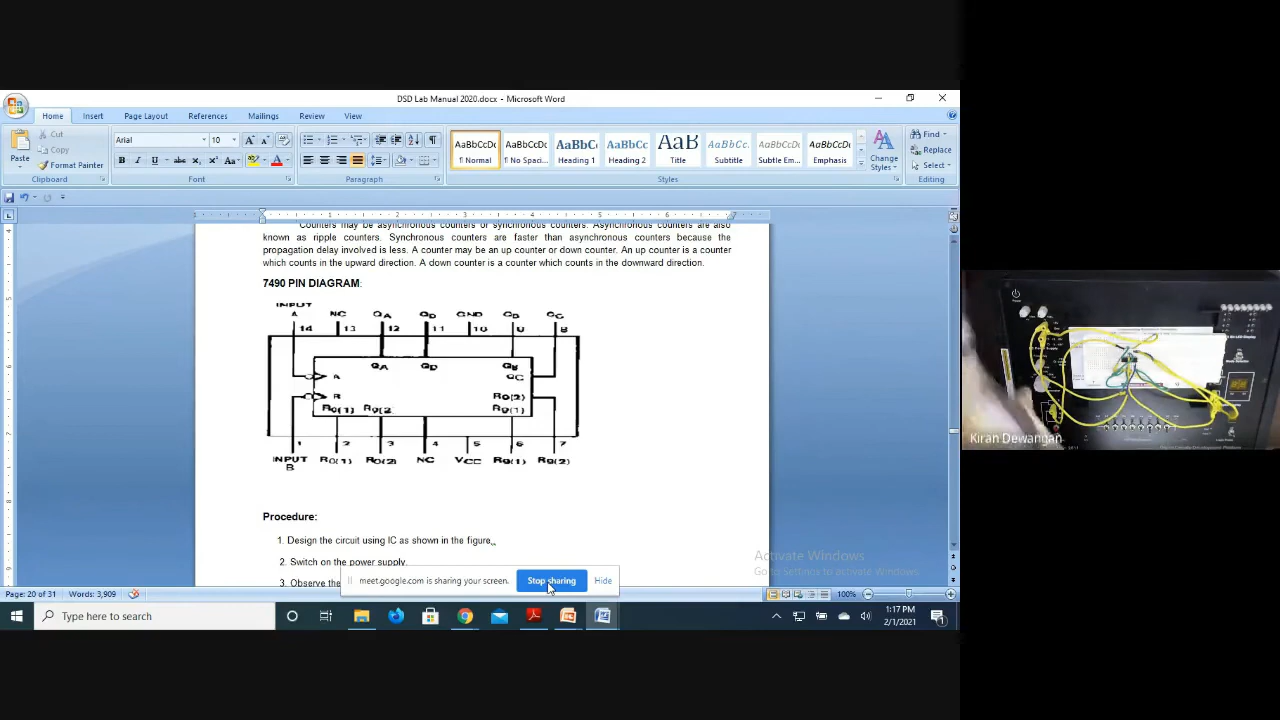 DSD Lab Manual 2020.docx - Microsoft Word
Home Insert Page Layout References Mailings Review View
Paste
Cut
Copy
Format Painter
Clipboard
Arial 10
Font
Paragraph
AaBbCcDc AaBbCcDc AaBbC AaBbCc AaB AaBbCc. AaBbCcDc AaBbCcDc
¶ Normal ¶ No Spaci... Heading 1 Heading 2 Title Subtitle Subtle Em... Emphasis
Change Styles
Styles
Find
Replace
Select
Editing
Counters may be asynchronous counters or synchronous counters. Asynchronous counters are also
known as ripple counters. Synchronous counters are faster than asynchronous counters because the
propagation delay involved is less. A counter may be an up counter or down counter. An up counter is a counter
which counts in the upward direction. A down counter is a counter which counts in the downward direction.
7490 PIN DIAGRAM:
INPUT
A NC QA QD GND QB QC
14 13 12 11 10 9 8
QA QD QB
A QC
B R0(2)
R0(1) R9(2) R9(1)
1 2 3 4 5 6 7
INPUT B R0(1) R0(2) NC VCC R9(1) R9(2)
Procedure:
1. Design the circuit using IC as shown in the figure.
2. Switch on the power supply.
3. Observe the
meet.google.com is sharing your screen. Stop sharing Hide
Activate Windows
Go to Settings to activate Windows.
Page: 20 of 31 Words: 3,909 100%
Type here to search
1:17 PM
2/1/2021
Kiran Dewangan